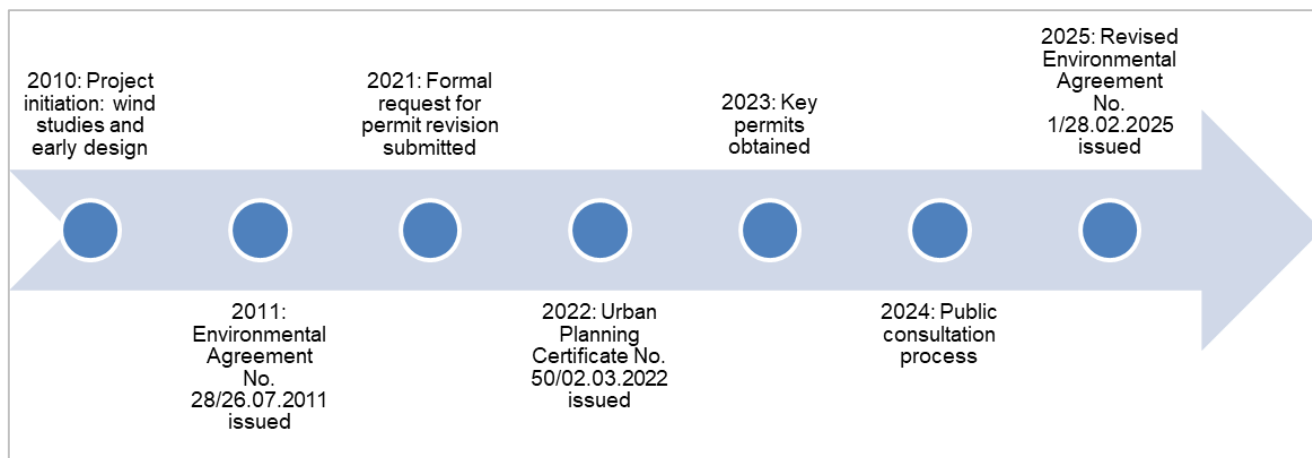 2010: Project
initiation: wind
studies and
early design
2011:
Environmental
Agreement
No.
28/26.07.2011
issued
2021: Formal
request for
permit revision
submitted
2022: Urban
Planning
Certificate No.
50/02.03.2022
issued
2023: Key
permits
obtained
2024: Public
consultation
process
2025: Revised
Environmental
Agreement
No.
1/28.02.2025
issued